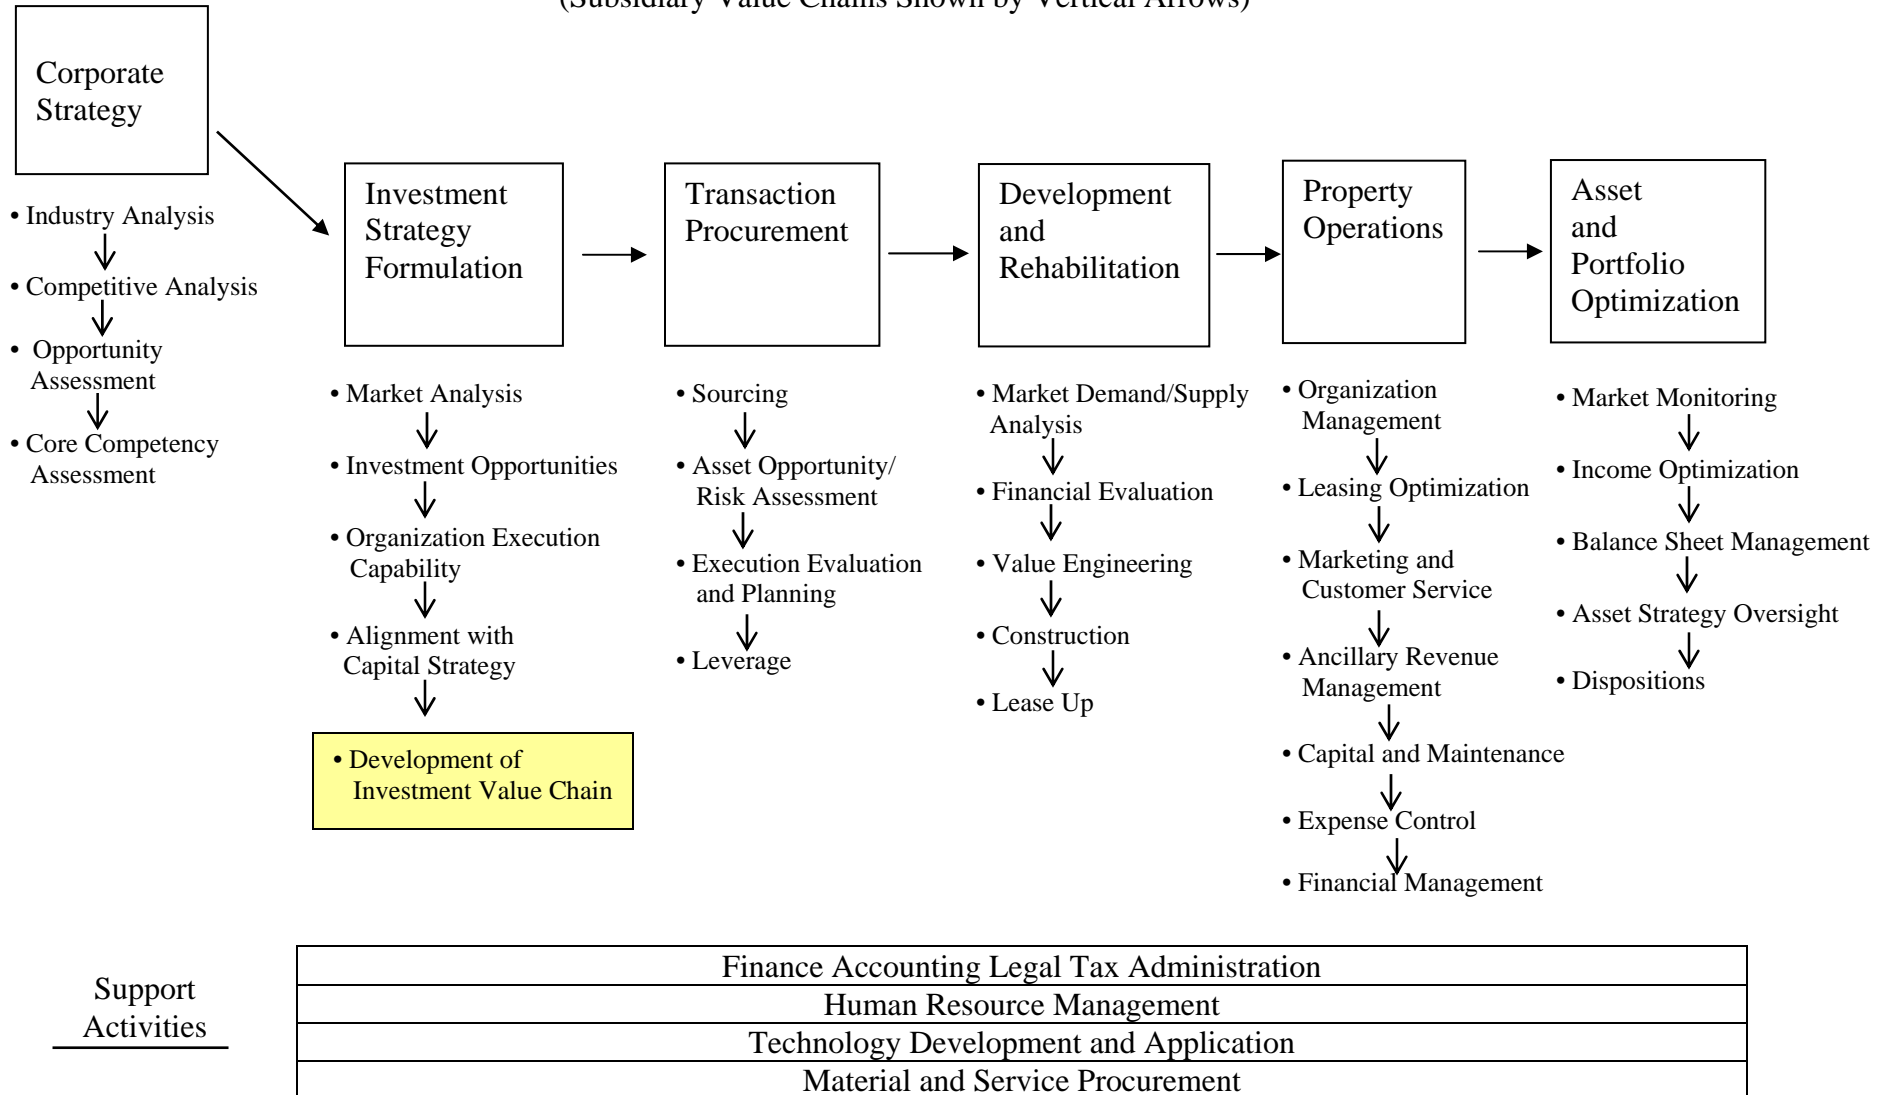 (Subsidiary Value Chains Shown by Vertical Arrows)
Corporate
Strategy
• Industry Analysis
• Competitive Analysis
• Opportunity
Assessment
• Core Competency
Assessment
Investment
Strategy
Formulation
• Market Analysis
• Investment Opportunities
• Organization Execution
Capability
• Alignment with
Capital Strategy
• Development of
Investment Value Chain
Transaction
Procurement
• Sourcing
• Asset Opportunity/
Risk Assessment
• Execution Evaluation
and Planning
• Leverage
Development
and
Rehabilitation
• Market Demand/Supply
Analysis
• Financial Evaluation
• Value Engineering
• Construction
• Lease Up
Property
Operations
• Organization
Management
• Leasing Optimization
• Marketing and
Customer Service
• Ancillary Revenue
Management
• Capital and Maintenance
• Expense Control
• Financial Management
Asset
and
Portfolio
Optimization
• Market Monitoring
• Income Optimization
• Balance Sheet Management
• Asset Strategy Oversight
• Dispositions
Support
Activities
Finance Accounting Legal Tax Administration
Human Resource Management
Technology Development and Application
Material and Service Procurement